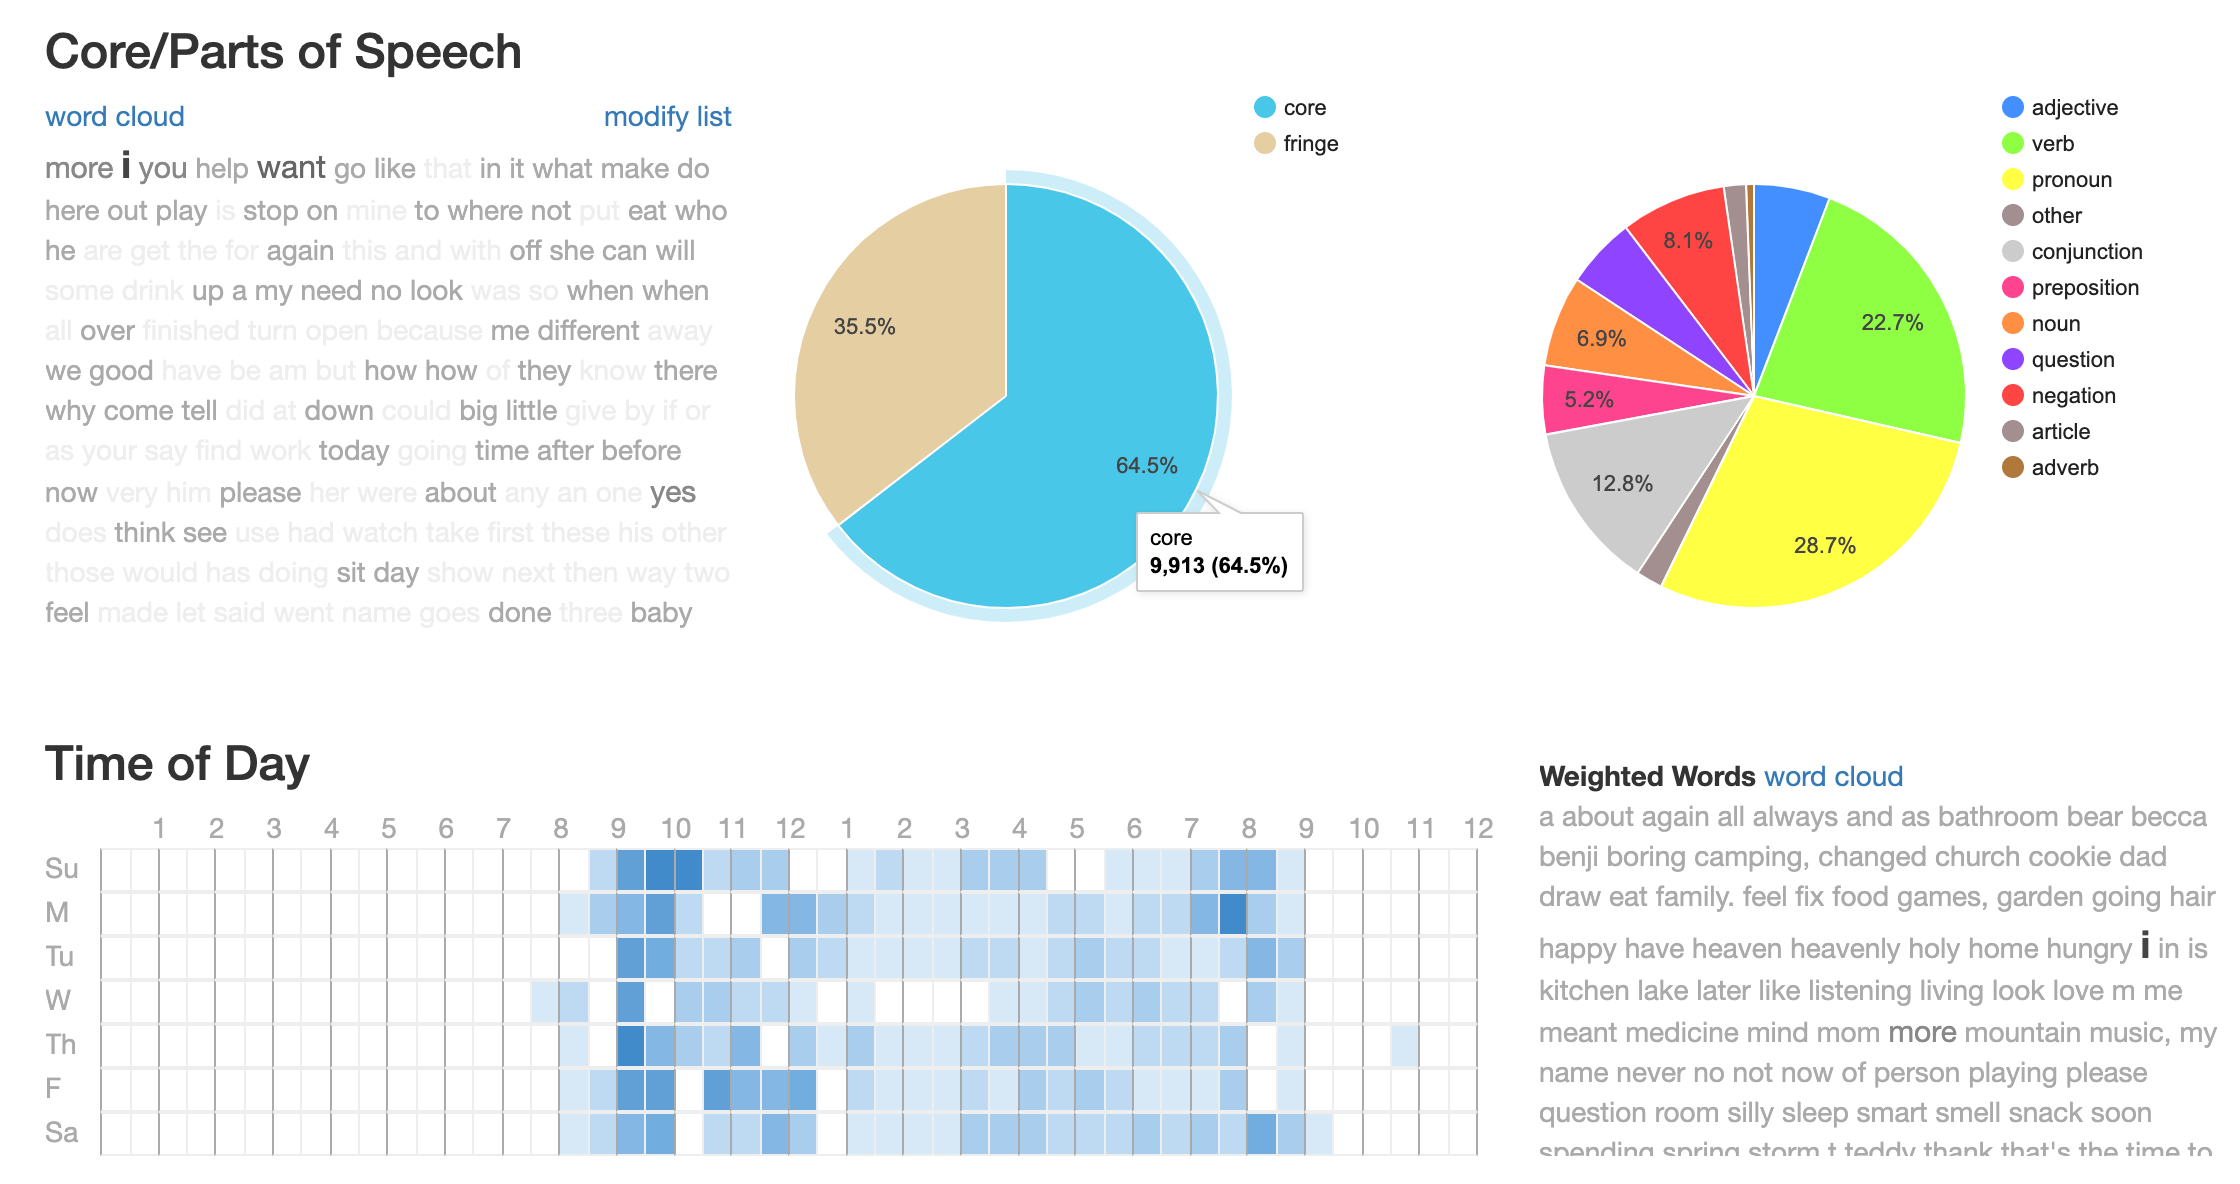 Core/Parts of Speech
word cloud
modify list
more i you help want go like that in it what make do
here out play is stop on mine to where not put eat who
he are get the for again this and with off she can will
some drink up a my need no look was so when when
all over finished turn open because me different away
we good have be am but how how of they know there
why come tell did at down could big little give by if or
as your say find work today going time after before
now very him please her were about any an one yes
does think see use had watch take first these his other
those would has doing sit day show next then way two
feel made let said went name goes done three baby
core
fringe
35.5%
64.5%
core
9,913 (64.5%)
8.1%
22.7%
6.9%
5.2%
12.8%
28.7%
adjective
verb
pronoun
other
conjunction
preposition
noun
question
negation
article
adverb
Time of Day
1 2 3 4 5 6 7 8 9 10 11 12 1 2 3 4 5 6 7 8 9 10 11 12
Su
M
Tu
W
Th
F
Sa
Weighted Words word cloud
a about again all always and as bathroom bear becca
benji boring camping, changed church cookie dad
draw eat family. feel fix food games, garden going hair
happy have heaven heavenly holy home hungry i in is
kitchen lake later like listening living look love m me
meant medicine mind mom more mountain music, my
name never no not now of person playing please
question room silly sleep smart smell snack soon
spending spring storm t teddy thank that's the time to